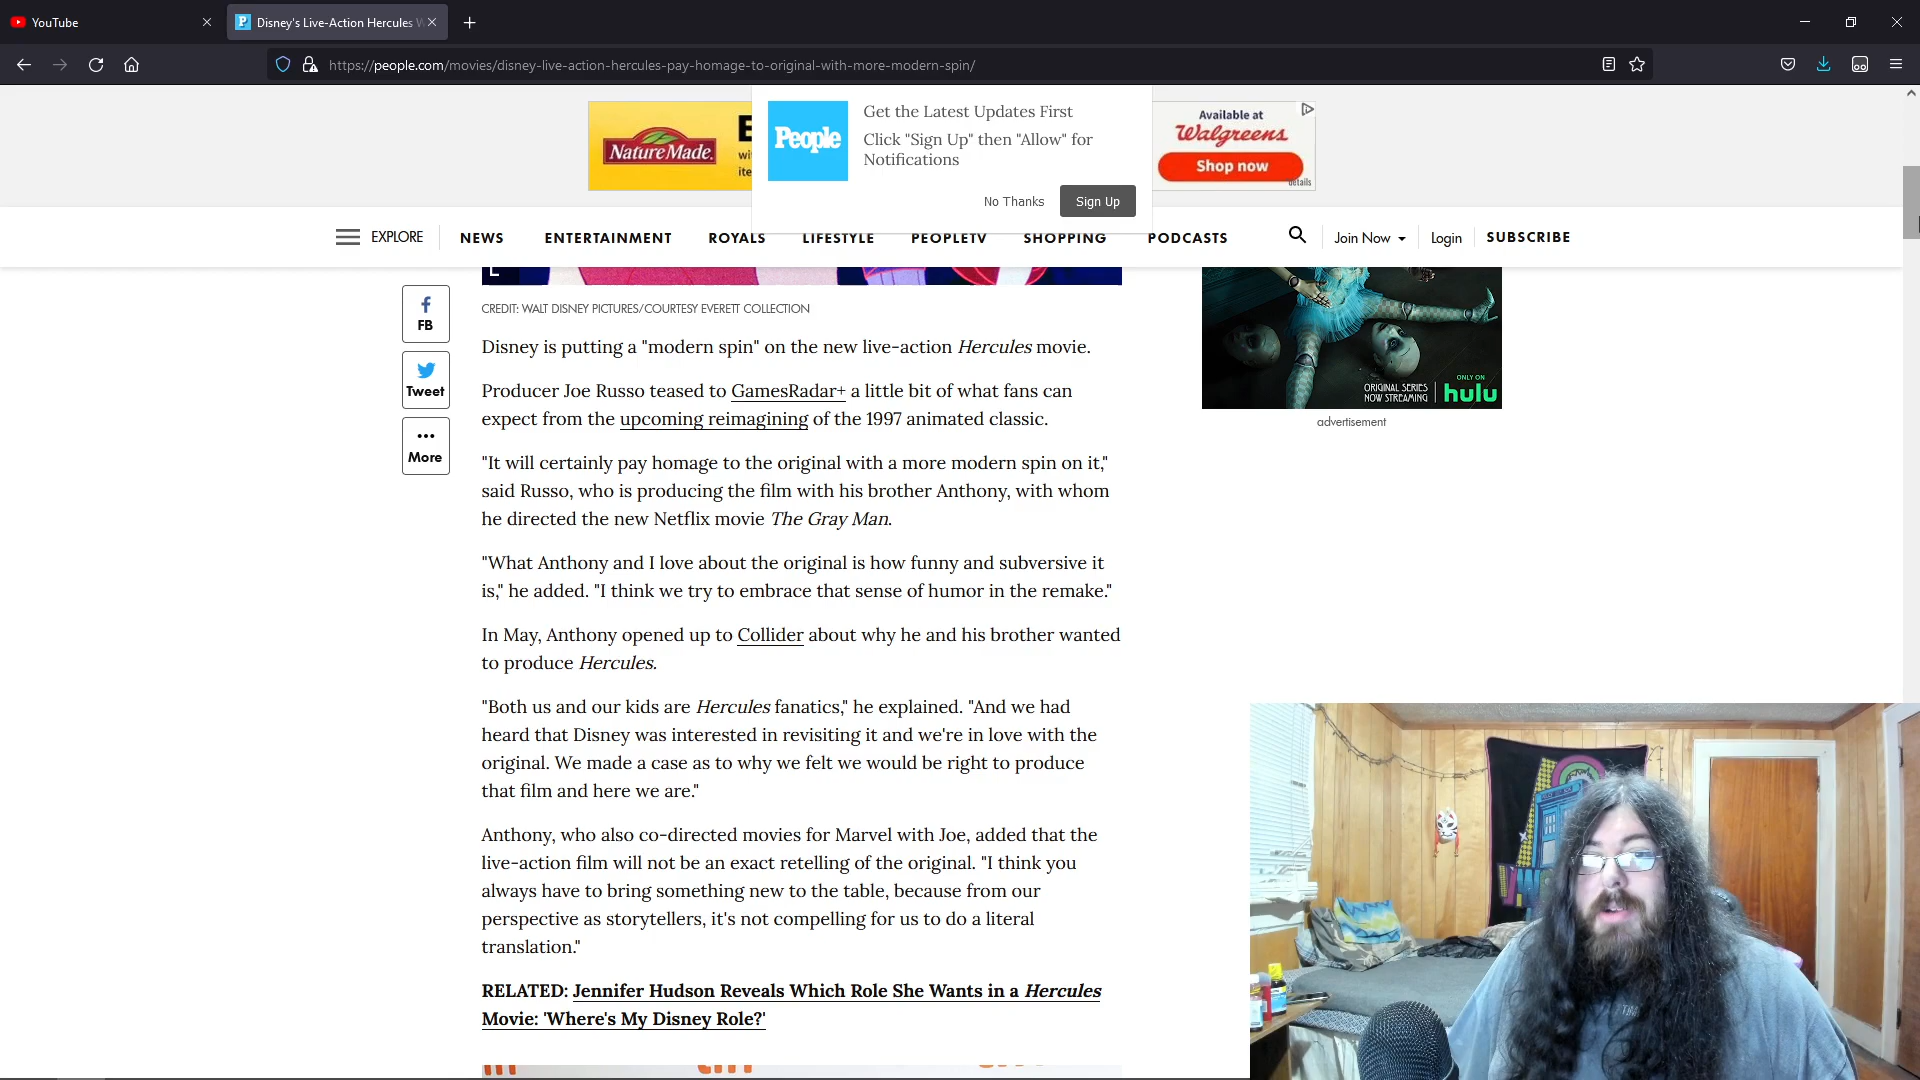 YouTube
Disney's Live-Action Hercules W
https://people.com/movies/disney-live-action-hercules-pay-homage-to-original-with-more-modern-spin/
Nature Made.
People
Get the Latest Updates First
Click "Sign Up" then "Allow" for
Notifications
No Thanks
Sign Up
Available at
Walgreens
Shop now
details
EXPLORE
NEWS
ENTERTAINMENT
ROYALS
LIFESTYLE
PEOPLETV
SHOPPING
PODCASTS
Join Now
Login
SUBSCRIBE
FB
Tweet
More
CREDIT: WALT DISNEY PICTURES/COURTESY EVERETT COLLECTION
Disney is putting a "modern spin" on the new live-action Hercules movie.
Producer Joe Russo teased to GamesRadar+ a little bit of what fans can
expect from the upcoming reimagining of the 1997 animated classic.
"It will certainly pay homage to the original with a more modern spin on it,"
said Russo, who is producing the film with his brother Anthony, with whom
he directed the new Netflix movie The Gray Man.
"What Anthony and I love about the original is how funny and subversive it
is," he added. "I think we try to embrace that sense of humor in the remake."
In May, Anthony opened up to Collider about why he and his brother wanted
to produce Hercules.
"Both us and our kids are Hercules fanatics," he explained. "And we had
heard that Disney was interested in revisiting it and we're in love with the
original. We made a case as to why we felt we would be right to produce
that film and here we are."
Anthony, who also co-directed movies for Marvel with Joe, added that the
live-action film will not be an exact retelling of the original. "I think you
always have to bring something new to the table, because from our
perspective as storytellers, it's not compelling for us to do a literal
translation."
RELATED: Jennifer Hudson Reveals Which Role She Wants in a Hercules
Movie: 'Where's My Disney Role?'
ORIGINAL SERIES
NOW STREAMING
ONLY ON
hulu
advertisement